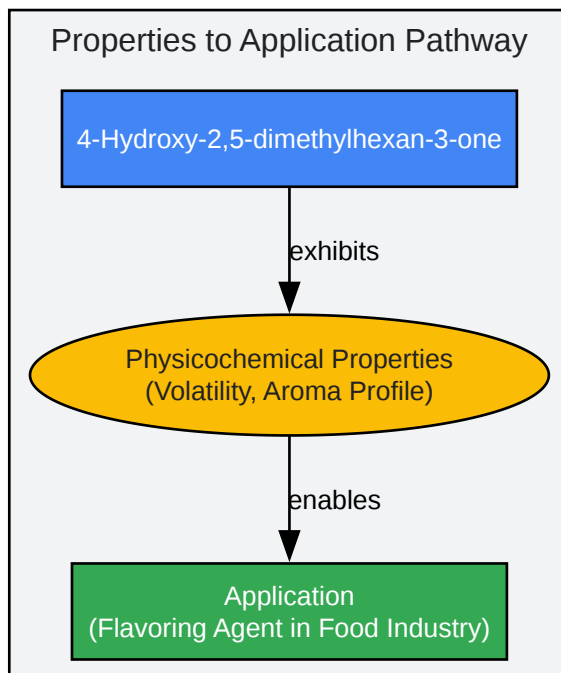 Properties to Application Pathway
4-Hydroxy-2,5-dimethylhexan-3-one
exhibits
Physicochemical Properties
(Volatility, Aroma Profile)
enables
Application
(Flavoring Agent in Food Industry)